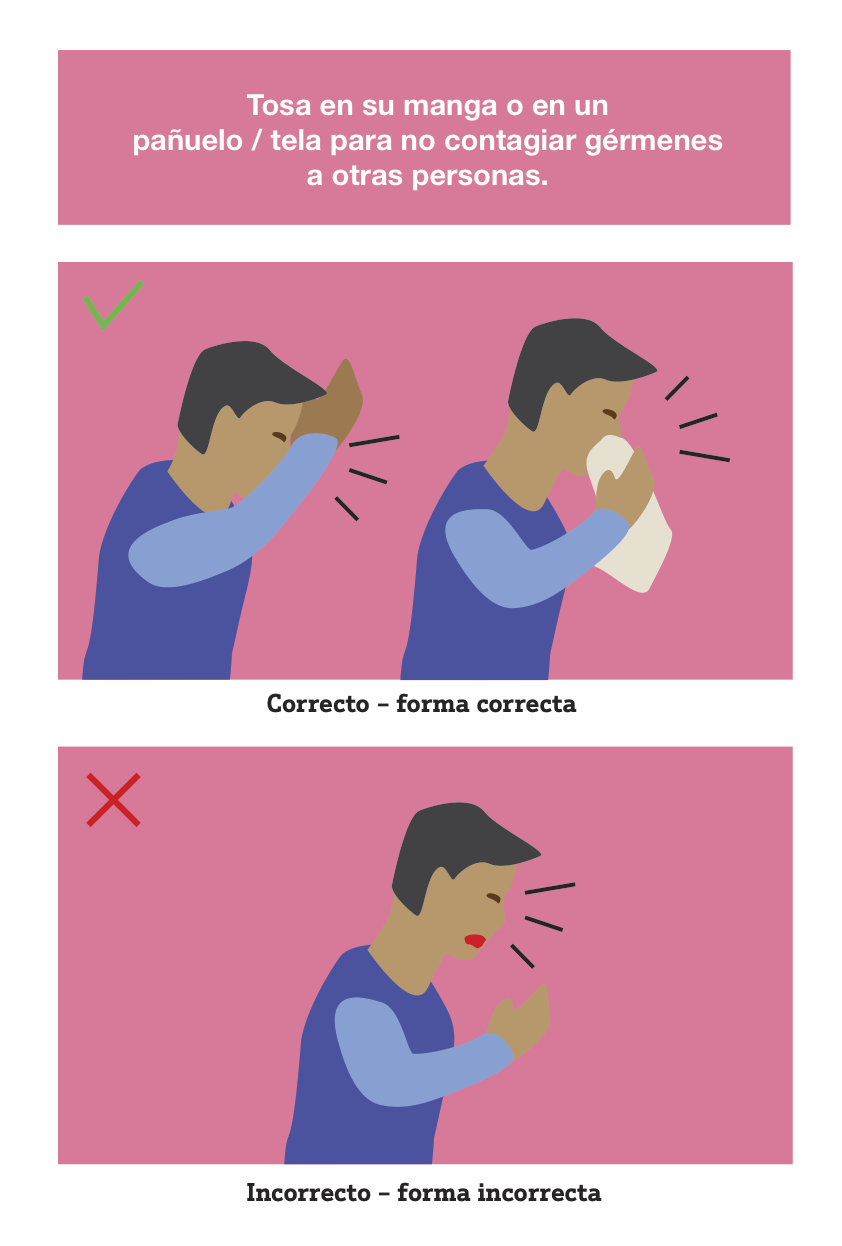 Tosa en su manga o en un
pañuelo / tela para no contagiar gérmenes
a otras personas.
Correcto – forma correcta
Incorrecto – forma incorrecta